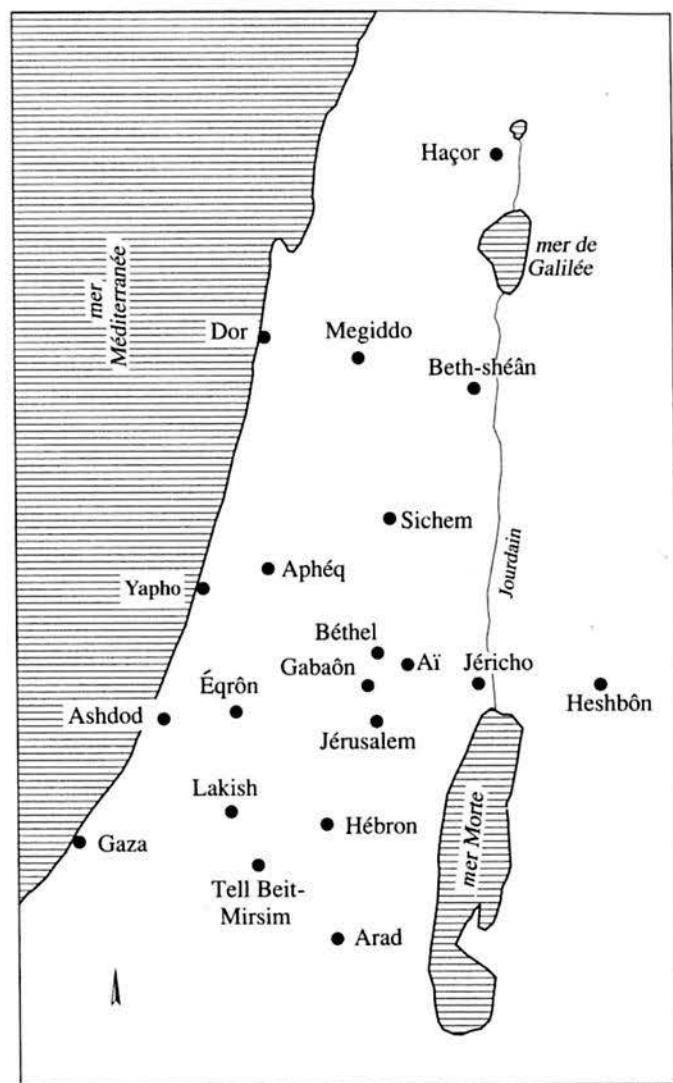 Haçor
mer de
Galilée
mer
Méditerranée
Dor
Megiddo
Beth-shéân
Sichem
Jourdain
Aphéq
Yapho
Béthel
Aï
Jéricho
Gabaôn
Heshbôn
Éqrôn
Ashdod
Jérusalem
Lakish
Hébron
mer Morte
Gaza
Tell Beit-
Mirsim
Arad